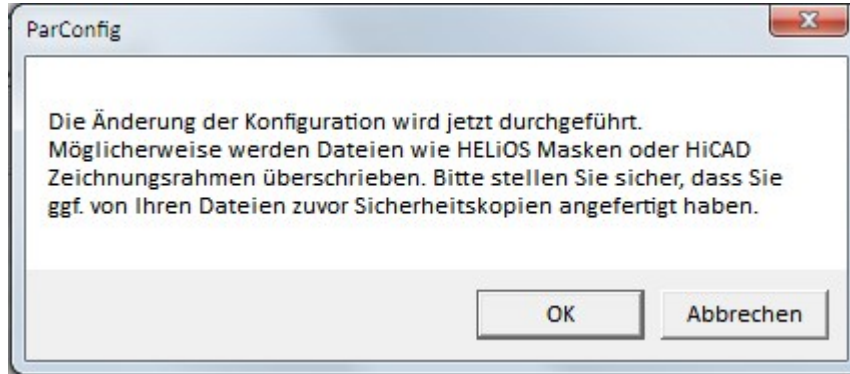 ParConfig
Die Änderung der Konfiguration wird jetzt durchgeführt.
Möglicherweise werden Dateien wie HELiOS Masken oder HiCAD
Zeichnungsrahmen überschrieben. Bitte stellen Sie sicher, dass Sie
ggf. von Ihren Dateien zuvor Sicherheitskopien angefertigt haben.
OK
Abbrechen